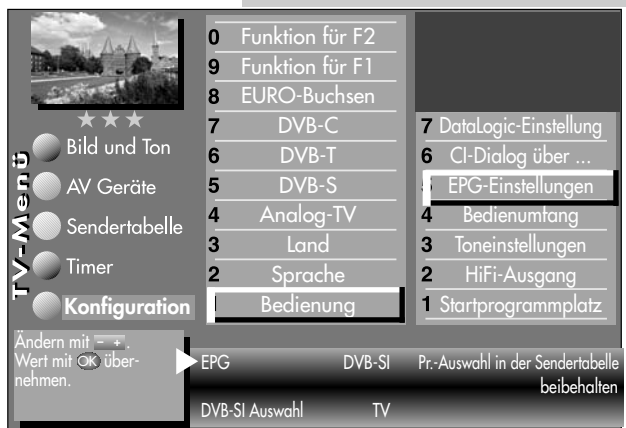 TV-Menü
Bild und Ton
AV Geräte
Sendertabelle
Timer
Konfiguration
0 Funktion für F2
9 Funktion für F1
8 EURO-Buchsen
7 DVB-C
6 DVB-T
5 DVB-S
4 Analog-TV
3 Land
2 Sprache
Bedienung
7 DataLogic-Einstellung
6 CI-Dialog über ...
5 EPG-Einstellungen
4 Bedienumfang
3 Toneinstellungen
2 HiFi-Ausgang
1 Startprogrammplatz
Ändern mit - + .
Wert mit OK über-
nehmen.
EPG DVB-SI Pr.-Auswahl in der Sendertabelle
beibehalten
DVB-SI Auswahl TV